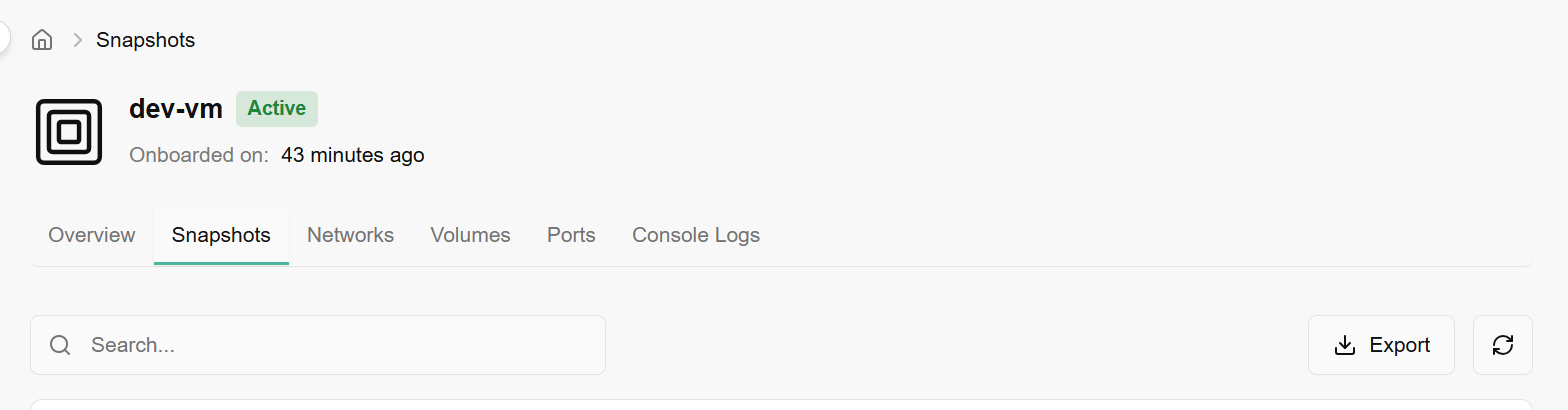 Snapshots
dev-vm Active
Onboarded on: 43 minutes ago
Overview Snapshots Networks Volumes Ports Console Logs
Search... Export